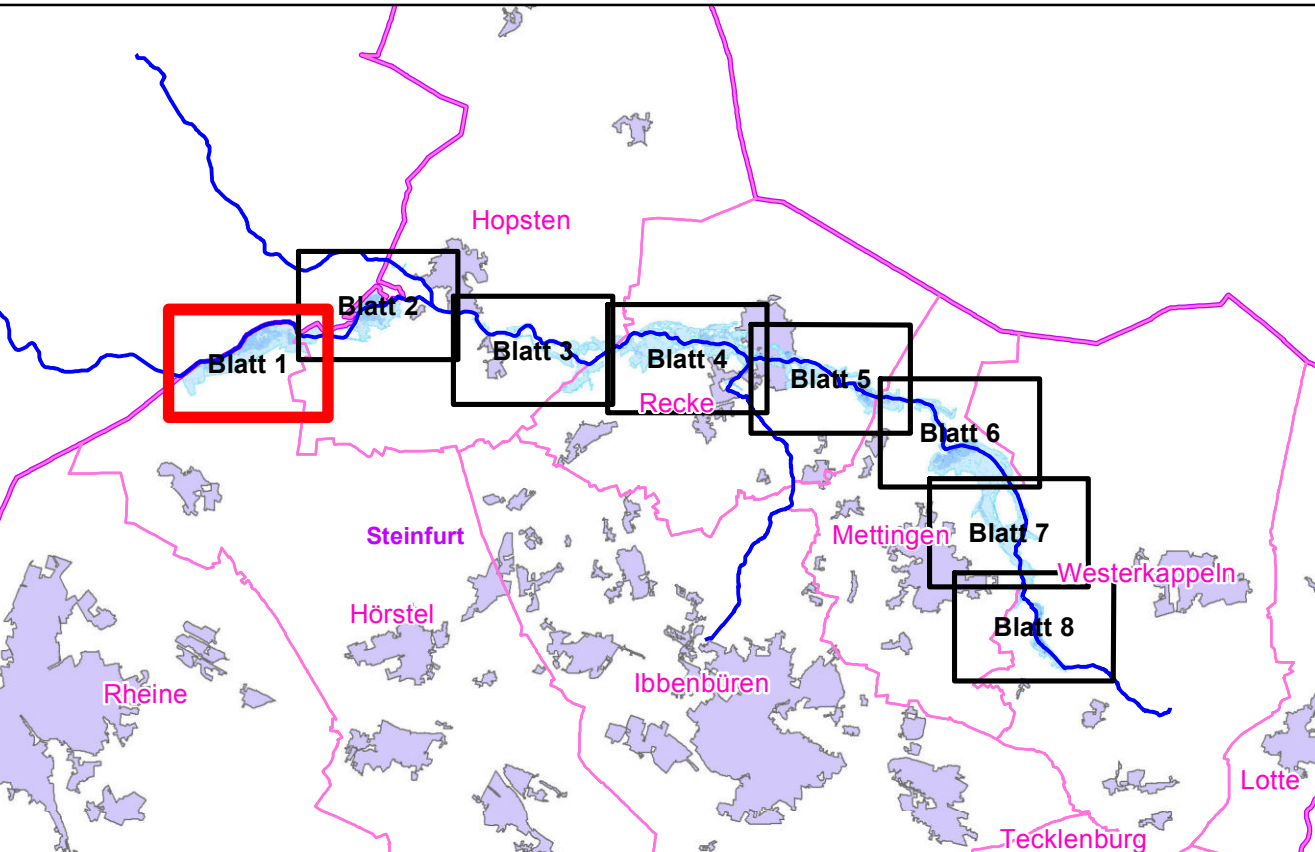 Hopsten
Blatt 2
Blatt 1
Blatt 3
Blatt 4
Blatt 5
Recke
Blatt 6
Steinfurt
Mettingen
Blatt 7
Westerkappeln
Hörstel
Blatt 8
Rheine
Ibbenbüren
Lotte
Tecklenburg